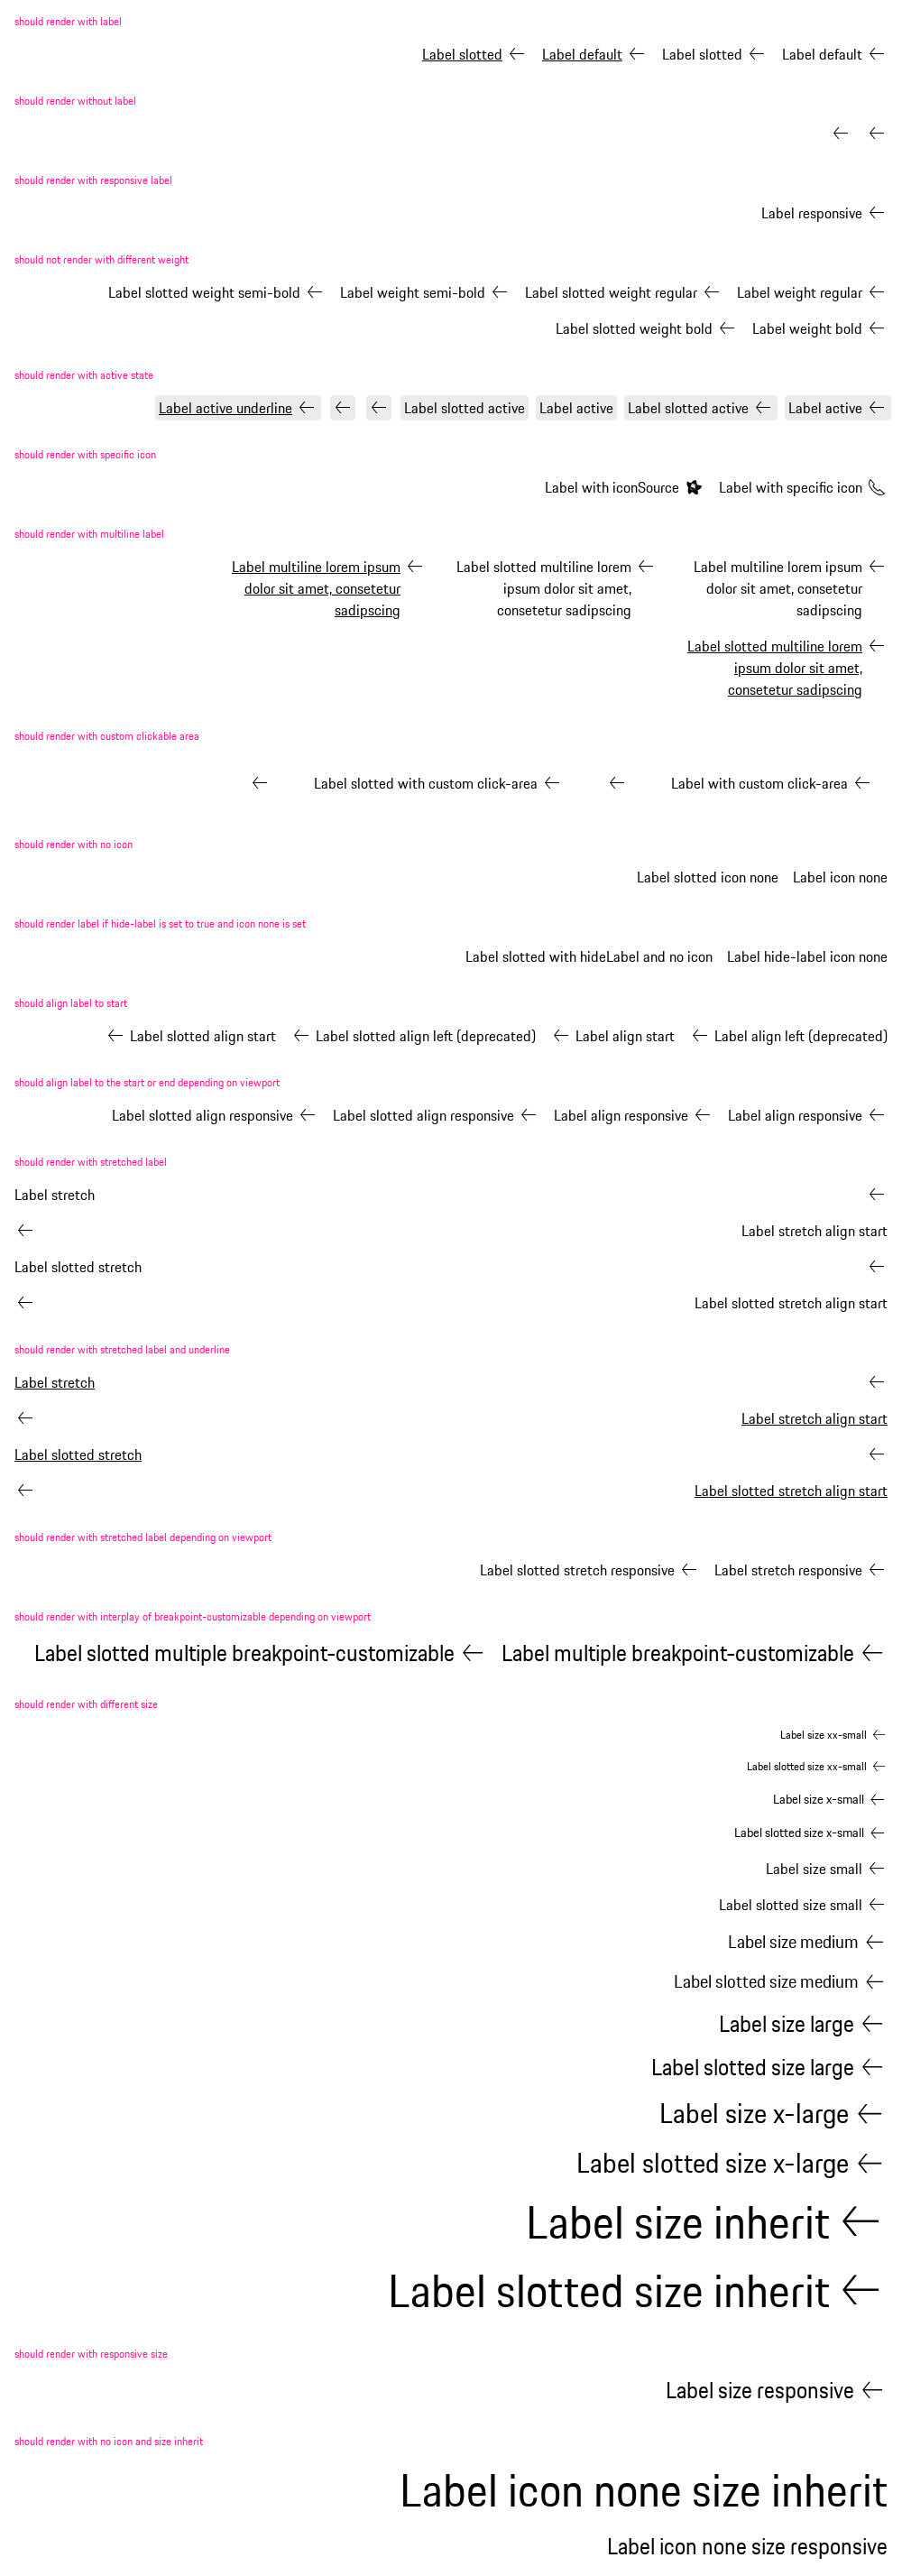 should render with label
Label slotted Label default Label slotted Label default
should render without label
should render with responsive label
Label responsive
should not render with different weight
Label slotted weight semi-bold Label weight semi-bold Label slotted weight regular Label weight regular
Label slotted weight bold Label weight bold
should render with active state
Label active underline Label slotted active Label active Label slotted active Label active
should render with specific icon
Label with iconSource Label with specific icon
should render with multiline label
Label multiline lorem ipsum Label slotted multiline lorem Label multiline lorem ipsum
dolor sit amet, consetetur ipsum dolor sit amet, dolor sit amet, consetetur
sadipscing consetetur sadipscing sadipscing
Label slotted multiline lorem
ipsum dolor sit amet,
consetetur sadipscing
should render with custom clickable area
Label slotted with custom click-area Label with custom click-area
should render with no icon
Label slotted icon none Label icon none
should render label if hide-label is set to true and icon none is set
Label slotted with hideLabel and no icon Label hide-label icon none
should align label to start
Label slotted align start Label slotted align left (deprecated) Label align start Label align left (deprecated)
should align label to the start or end depending on viewport
Label slotted align responsive Label slotted align responsive Label align responsive Label align responsive
should render with stretched label
Label stretch
Label stretch align start
Label slotted stretch
Label slotted stretch align start
should render with stretched label and underline
Label stretch
Label stretch align start
Label slotted stretch
Label slotted stretch align start
should render with stretched label depending on viewport
Label slotted stretch responsive Label stretch responsive
should render with interplay of breakpoint-customizable depending on viewport
Label slotted multiple breakpoint-customizable Label multiple breakpoint-customizable
should render with different size
Label size xx-small
Label slotted size xx-small
Label size x-small
Label slotted size x-small
Label size small
Label slotted size small
Label size medium
Label slotted size medium
Label size large
Label slotted size large
Label size x-large
Label slotted size x-large
Label size inherit
Label slotted size inherit
should render with responsive size
Label size responsive
should render with no icon and size inherit
Label icon none size inherit
Label icon none size responsive